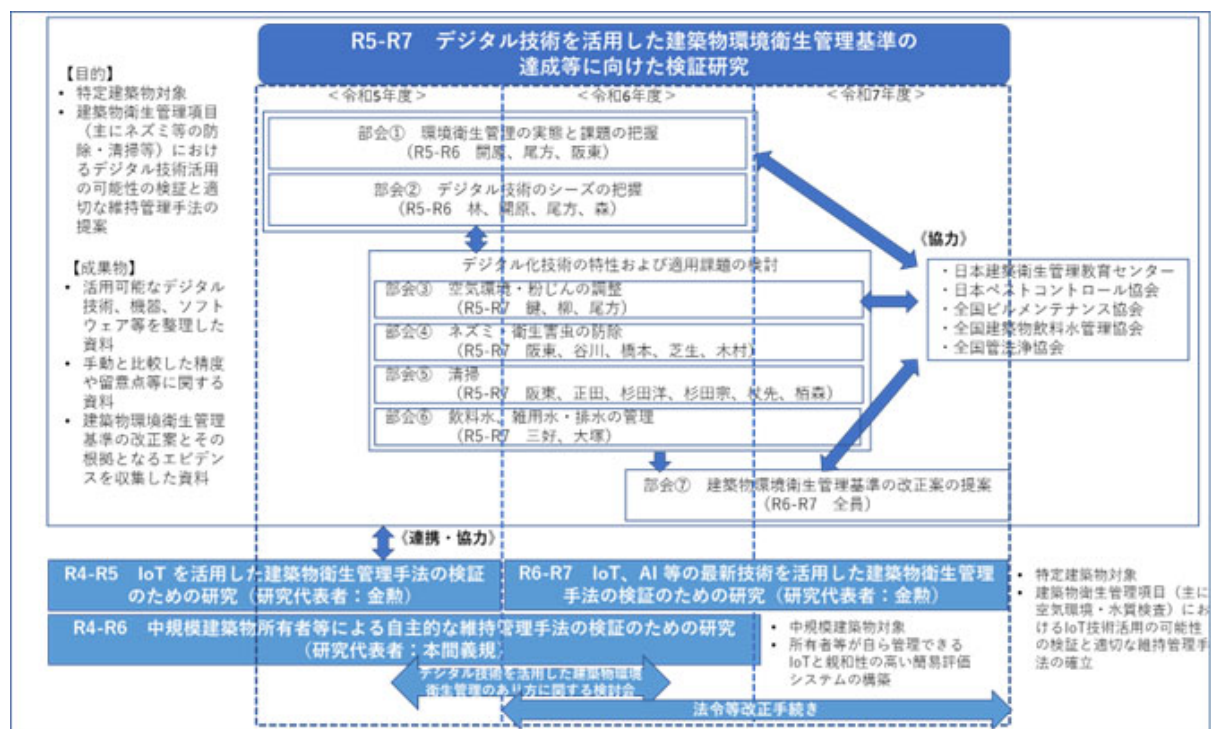 R5-R7 デジタル技術を活用した建築物環境衛生管理基準の
達成等に向けた検証研究
【目的】
• 特定建築物対象
• 建築物衛生管理項目
（主にネズミ等の防
除・清掃等）におけ
るデジタル技術活用
の可能性の検証と適
切な維持管理手法の
提案
【成果物】
• 活用可能なデジタル
技術、機器、ソフト
ウェア等を整理した
資料
• 手動と比較した精度
や留意点等に関する
資料
• 建築物環境衛生管理
基準の改正案とその
根拠となるエビデン
スを収集した資料
＜令和5年度＞
＜令和6年度＞
＜令和7年度＞
部会① 環境衛生管理の実態と課題の把握
（R5-R6 関原、尾方、阪東）
部会② デジタル技術のシーズの把握
（R5-R6 林、開原、尾方、森）
デジタル化技術の特性および適用課題の検討
部会③ 空気環境・粉じんの調整
（R5-R7 鍵、柳、尾方）
部会④ ネズミ・衛生害虫の防除
（R5-R7 阪東、谷川、橋本、芝生、木村）
部会⑤ 清掃
（R5-R7 阪東、正田、杉田洋、杉田宗、杖先、栢森）
部会⑥ 飲料水、雑用水・排水の管理
（R5-R7 三好、大塚）
部会⑦ 建築物環境衛生管理基準の改正案の提案
（R6-R7 全員）
《協力》
・日本建築衛生管理教育センター
・日本ペストコントロール協会
・全国ビルメンテナンス協会
・全国建築物飲料水管理協会
・全国管洗浄協会
《連携・協力》
R4-R5 IoT を活用した建築物衛生管理手法の検証
のための研究（研究代表者：金勲）
R6-R7 IoT、AI 等の最新技術を活用した建築物衛生管理
手法の検証のための研究（研究代表者：金勲）
• 特定建築物対象
• 建築物衛生管理項目（主に
空気環境・水質検査）にお
けるIoT技術活用の可能性
の検証と適切な維持管理手
法の確立
R4-R6 中規模建築物所有者等による自主的な維持管理手法の検証のための研究
（研究代表者：本間義規）
• 中規模建築物対象
• 所有者等が自ら管理できる
IoTと親和性の高い簡易評価
システムの構築
デジタル技術を活用した建築物環境
衛生管理のあり方に関する検討会
法令等改正手続き